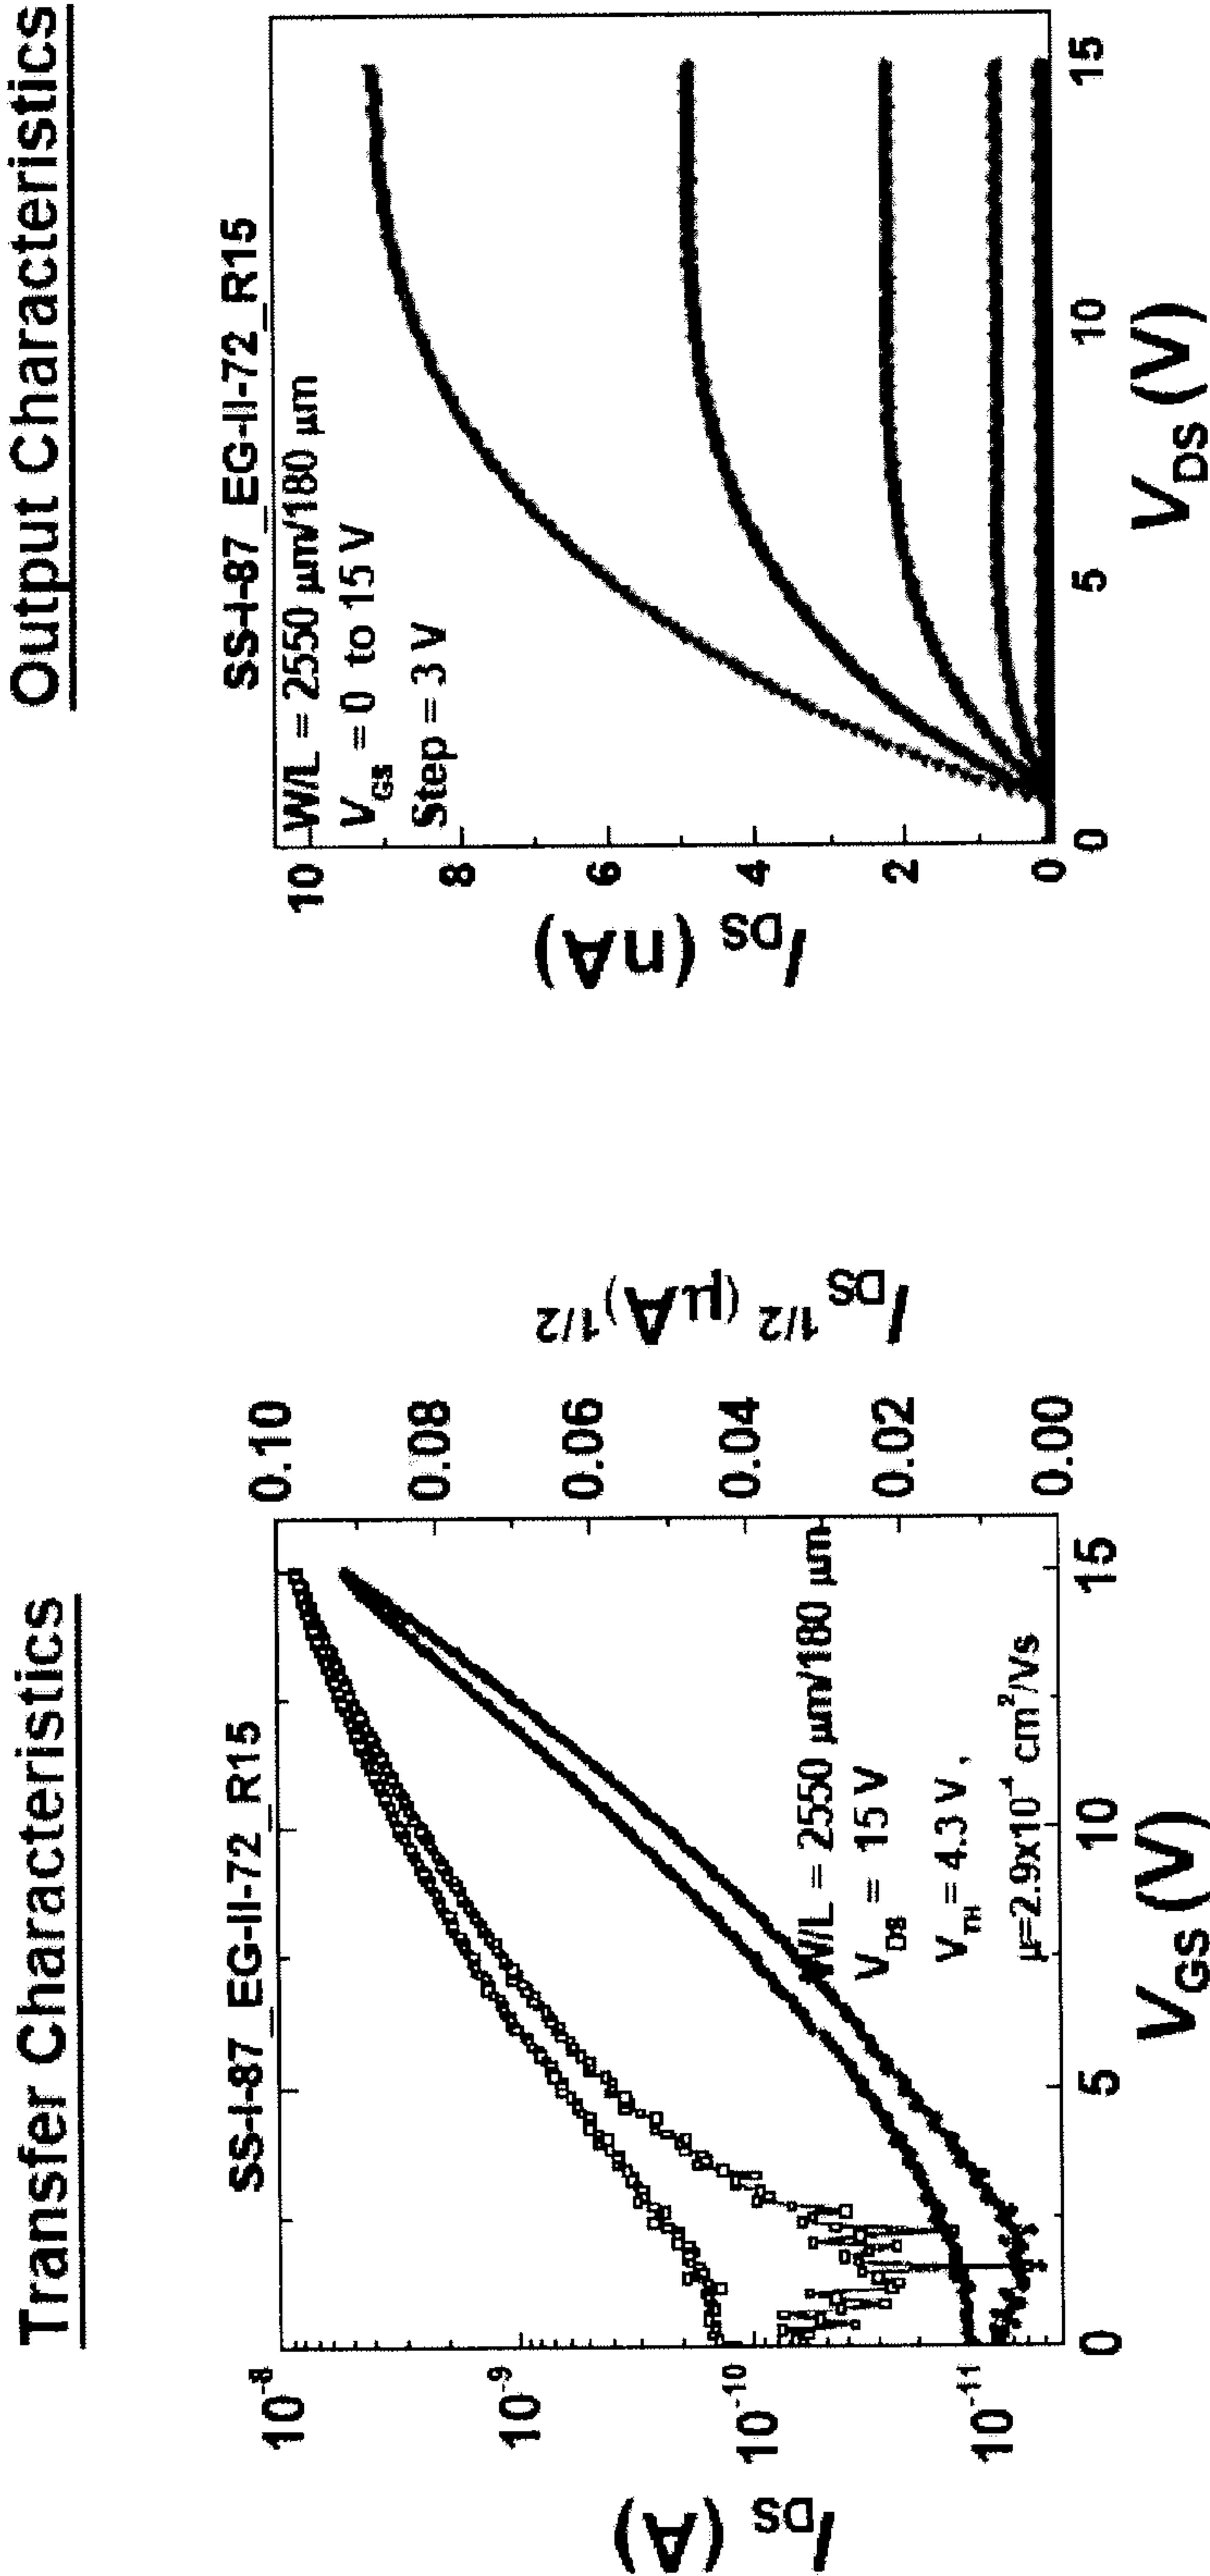 Transfer Characteristics
SS-I-87_EG-II-72_R15
10⁻⁸
10⁻⁹
10⁻¹⁰
10⁻¹¹
I_DS (A)
0.10
0.08
0.06
0.04
0.02
0.00
I_DS^1/2 (μA)^1/2
W/L = 2550 μm/180 μm
V_DS = 15 V
V_TH = 4.3 V ,
μ=2.9x10⁻⁴ cm²/Vs
0 5 10 15
V_GS (V)
Output Characteristics
SS-I-87_EG-II-72_R15
W/L = 2550 μm/180 μm
V_GS = 0 to 15 V
Step = 3 V
10
8
6
4
2
0
I_DS (nA)
0 5 10 15
V_DS (V)